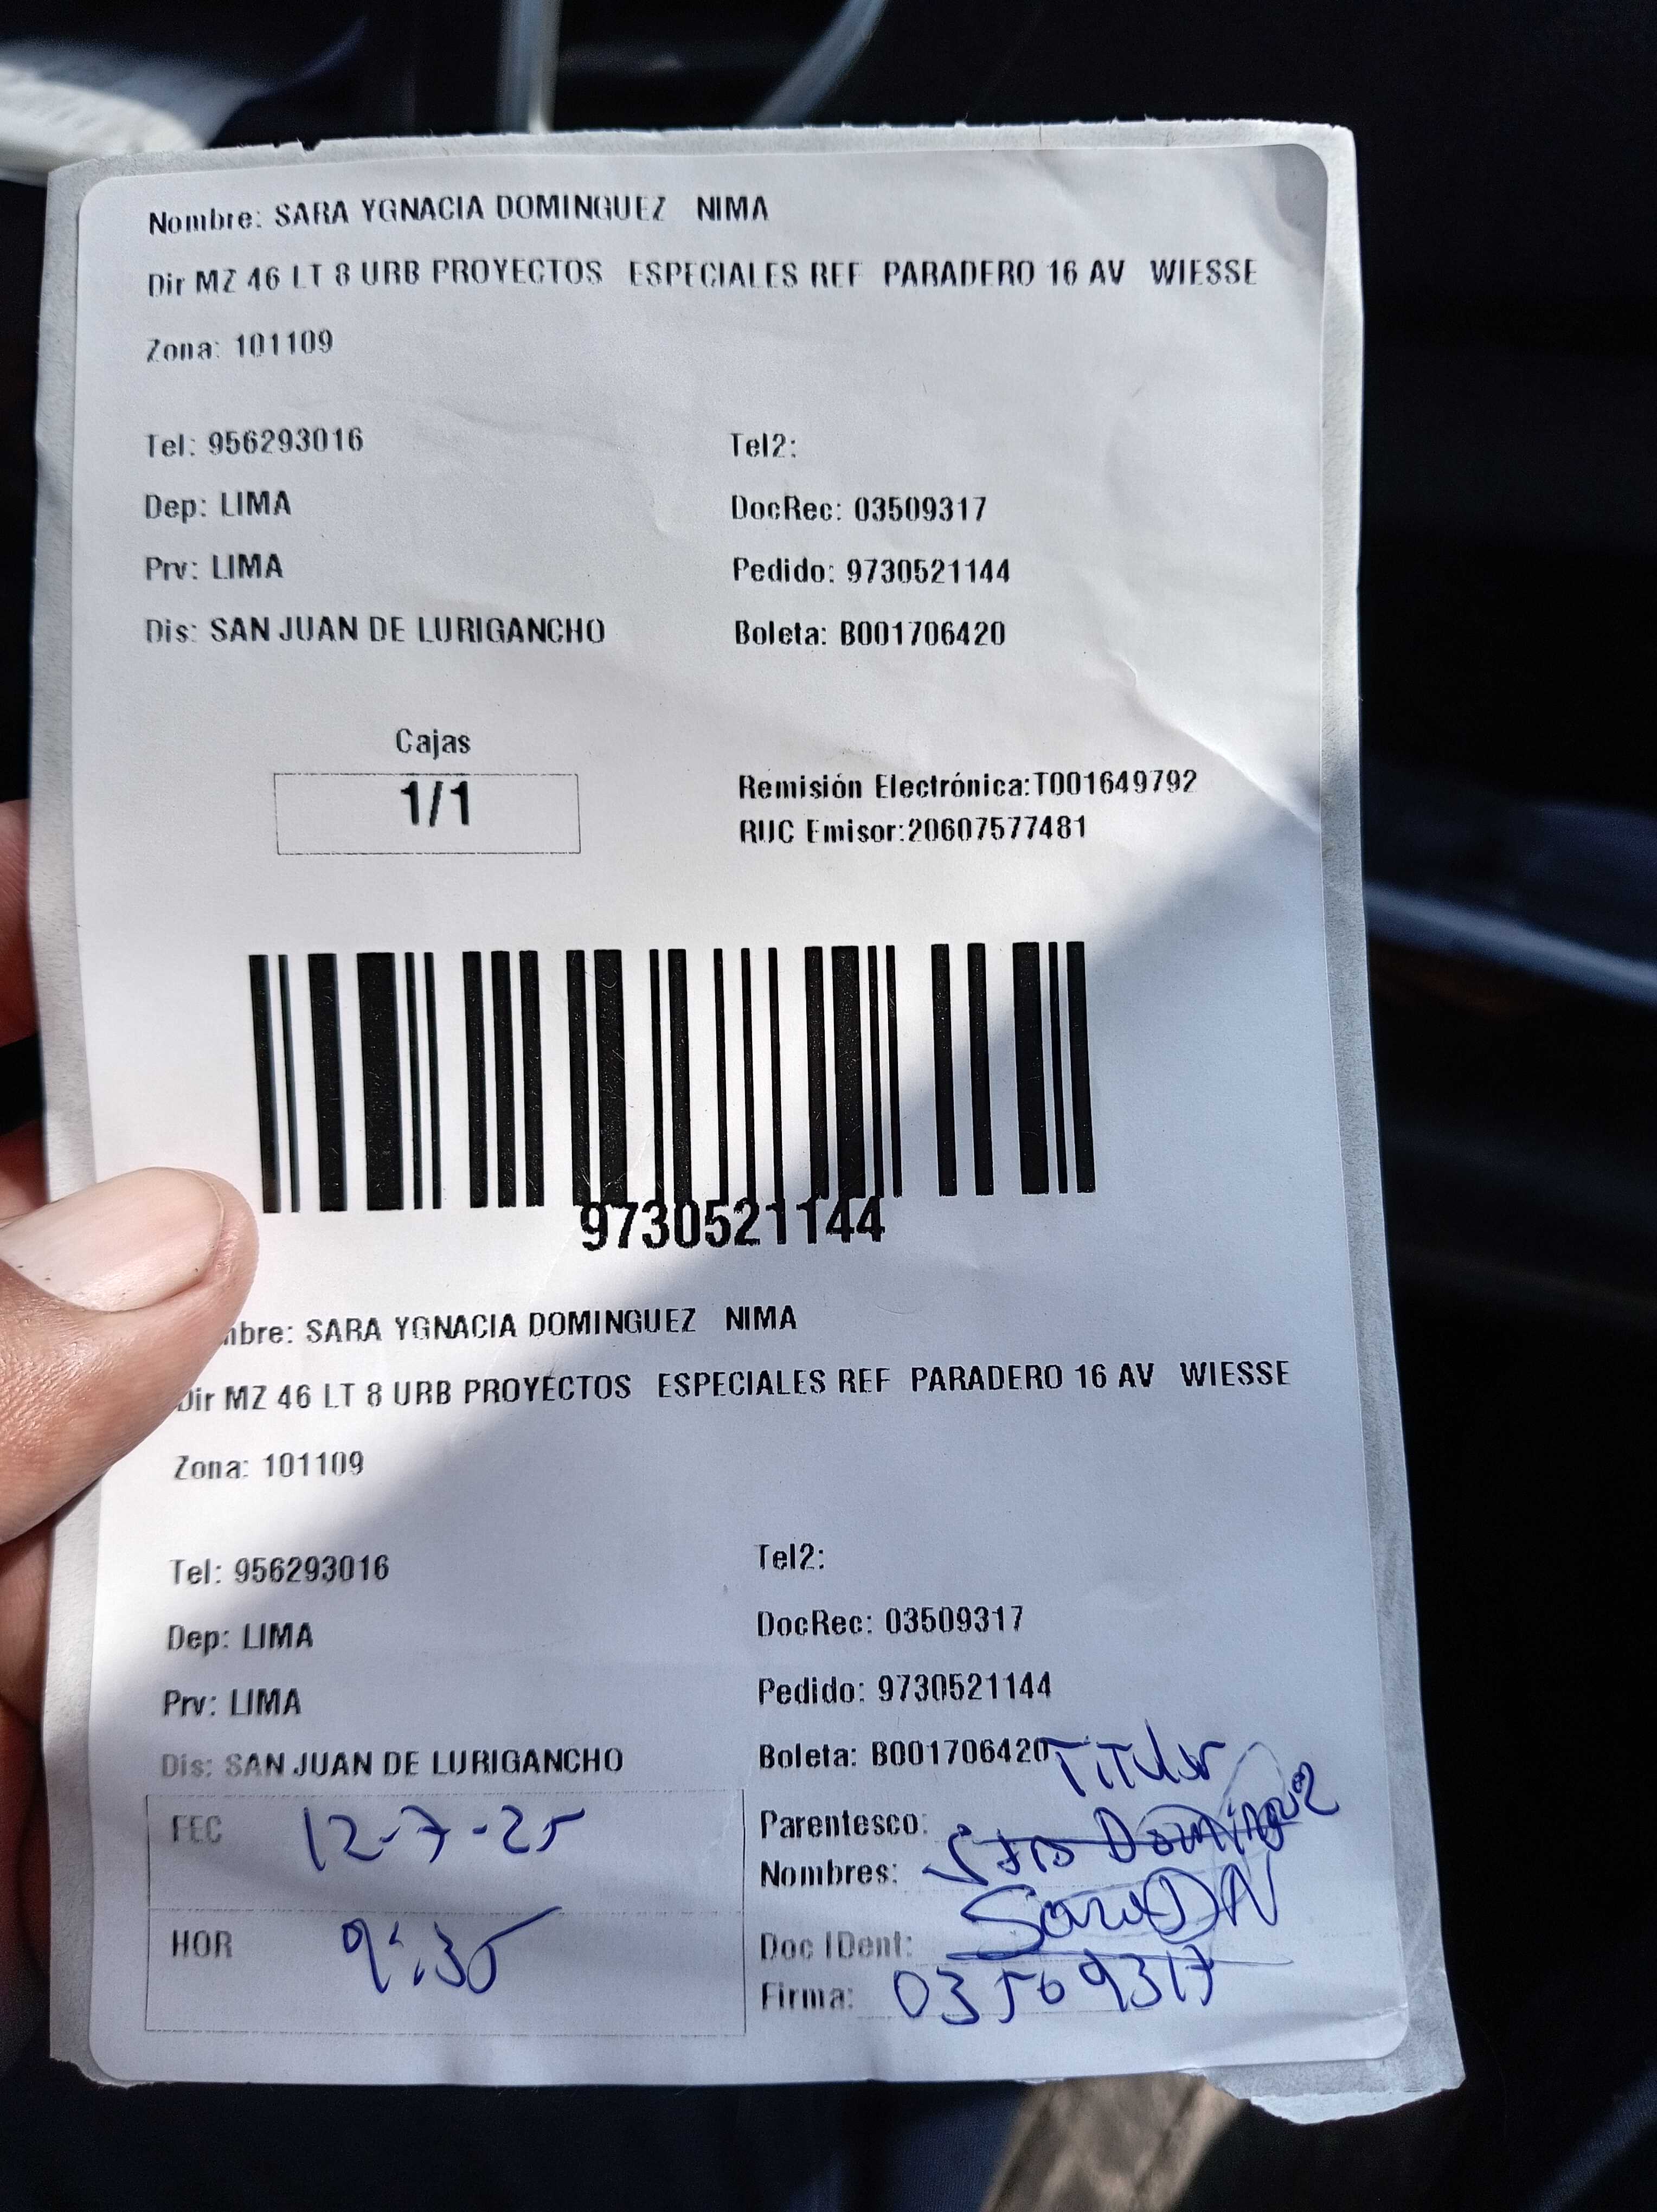 Nombre: SARA YGNACIA DOMINGUEZ NIMA
Dir MZ 46 LT 8 URB PROYECTOS ESPECIALES REF PARADERO 16 AV WIESSE
Zona: 101109
Tel: 956293016 Tel2:
Dep: LIMA DocRec: 03509317
Prv: LIMA Pedido: 9730521144
Dis: SAN JUAN DE LURIGANCHO Boleta: B001706420
Cajas
1/1
Remisión Electrónica:T001649792
RUC Emisor:20607577481
9730521144
mbre: SARA YGNACIA DOMINGUEZ NIMA
Dir MZ 46 LT 8 URB PROYECTOS ESPECIALES REF PARADERO 16 AV WIESSE
Zona: 101109
Tel: 956293016 Tel2:
Dep: LIMA DocRec: 03509317
Prv: LIMA Pedido: 9730521144
Dis: SAN JUAN DE LURIGANCHO Boleta: B001706420
Titular
FEC 12-7-25 Parentesco:
Nombres: Dominguez
HOR 9:35 Doc IDent:
Firma: 03509317